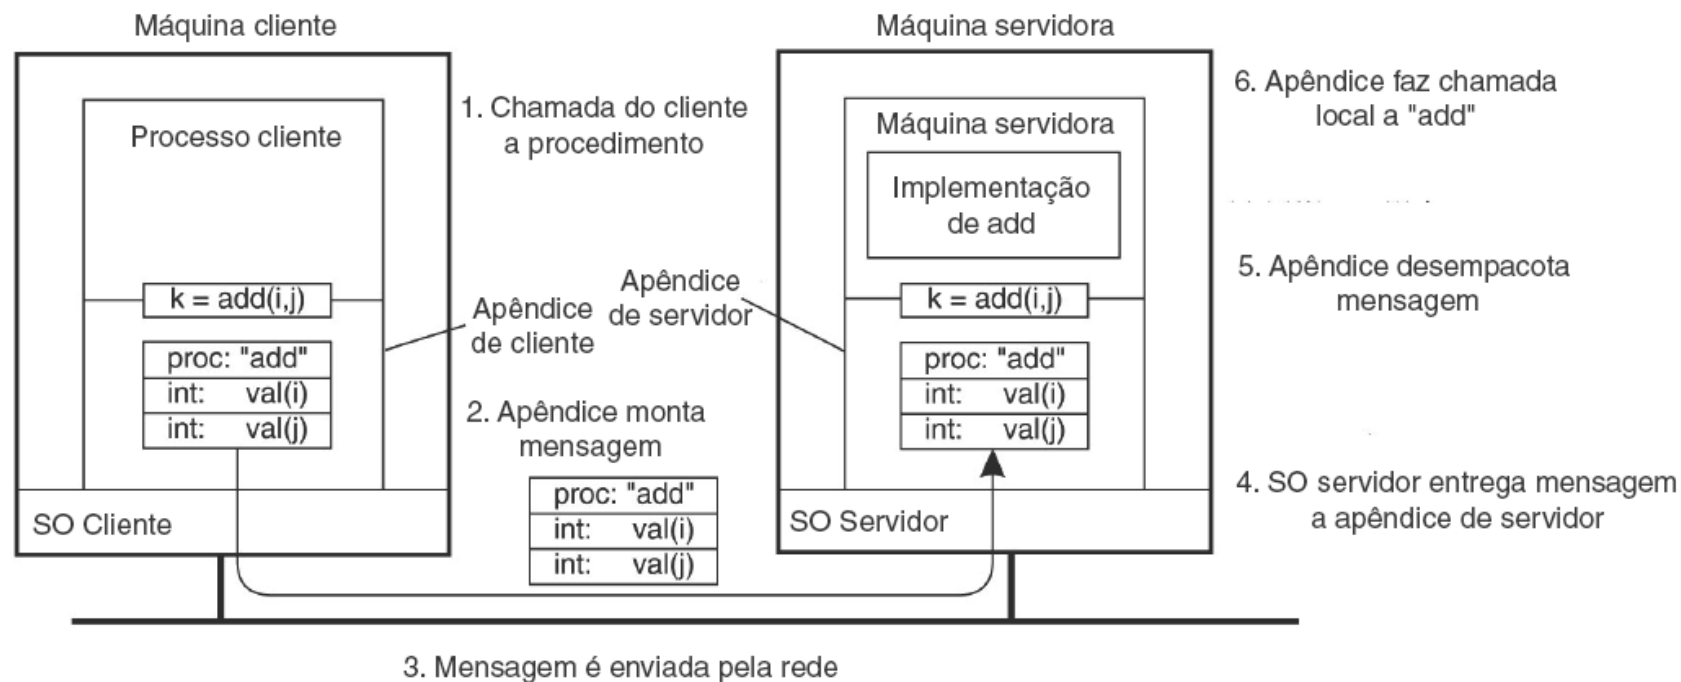 Máquina cliente
Processo cliente
k = add(i,j)
proc: "add"
int: val(i)
int: val(j)
SO Cliente
1. Chamada do cliente
a procedimento
Apêndice
de cliente
Apêndice
de servidor
2. Apêndice monta
mensagem
proc: "add"
int: val(i)
int: val(j)
3. Mensagem é enviada pela rede
Máquina servidora
Máquina servidora
Implementação
de add
k = add(i,j)
proc: "add"
int: val(i)
int: val(j)
SO Servidor
6. Apêndice faz chamada
local a "add"
5. Apêndice desempacota
mensagem
4. SO servidor entrega mensagem
a apêndice de servidor